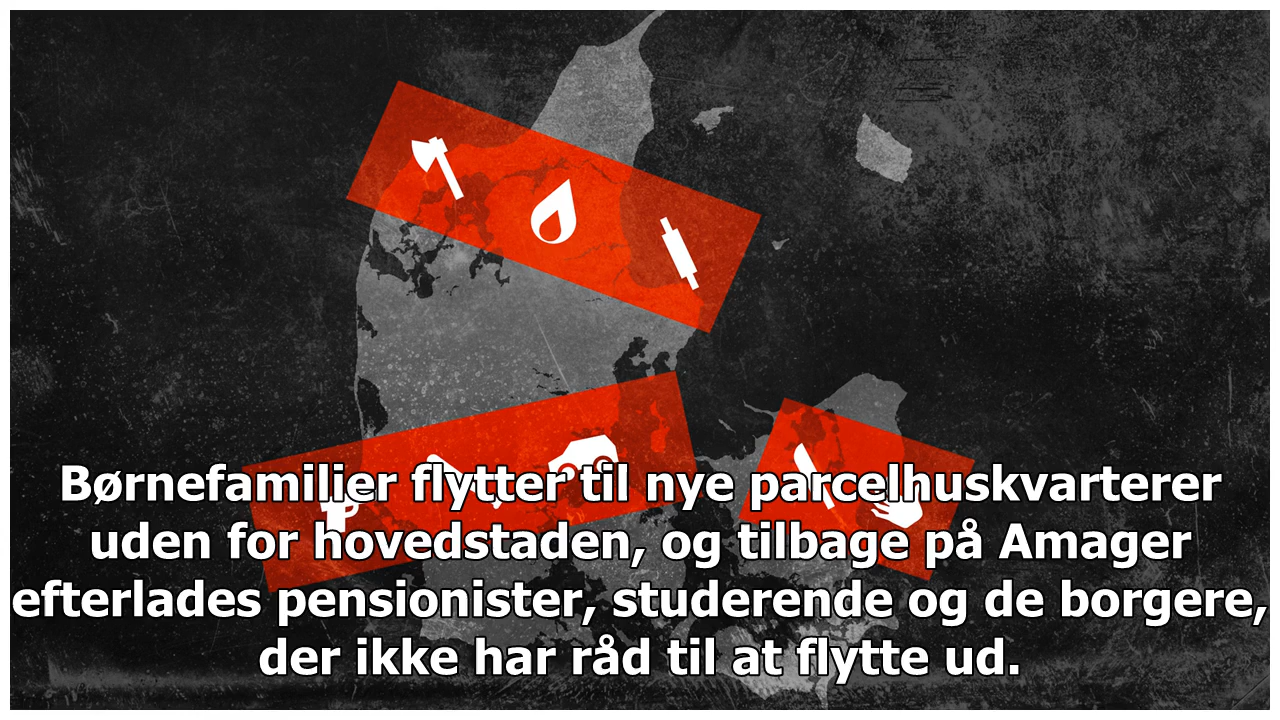 Børnefamilier flytter til nye parcelhuskvarterer
uden for hovedstaden, og tilbage på Amager
efterlades pensionister, studerende og de borgere,
der ikke har råd til at flytte ud.